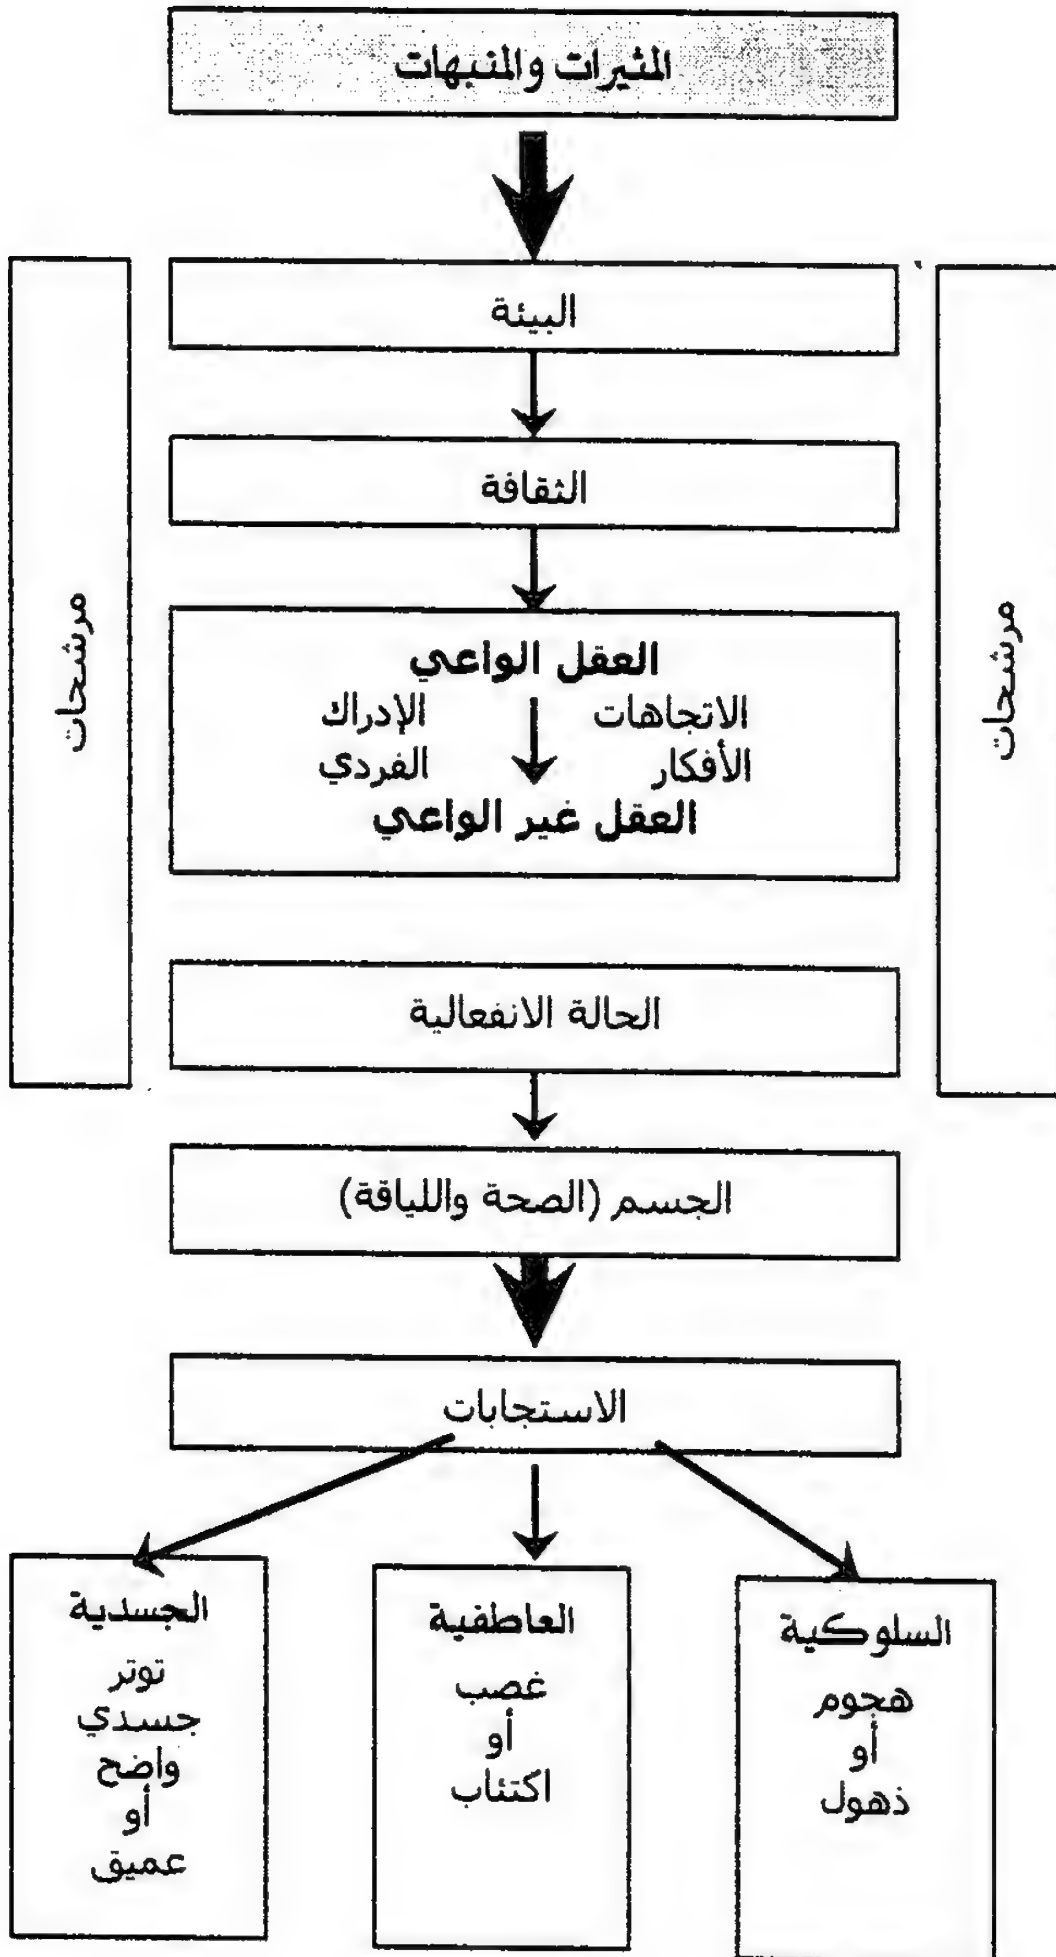 المثيرات والمنبهات
البيئة
الثقافة
مرشحات
مرشحات
العقل الواعي
الاتجاهات الإدراك
الأفكار الفردي
العقل غير الواعي
الحالة الانفعالية
الجسم (الصحة واللياقة)
الاستجابات
السلوكية
هجوم
أو
ذهول
العاطفية
غصب
أو
اكتئاب
الجسدية
توتر
جسدي
واضح
أو
عميق